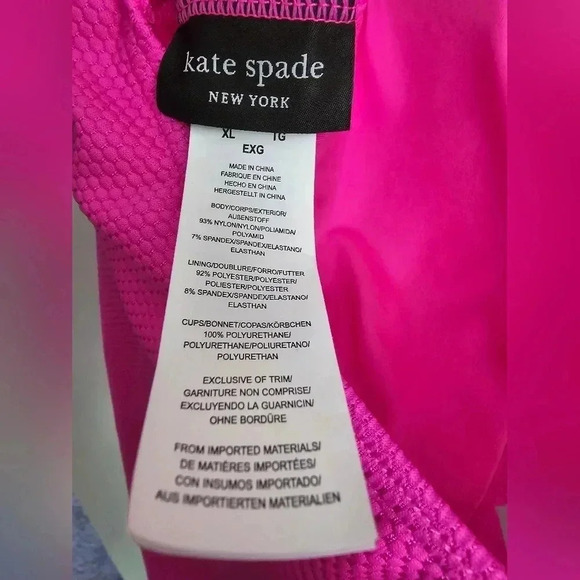 kate spade
NEW YORK
XL TG
EXG
MADE IN CHINA
FABRIQUE EN CHINE
HECHO EN CHINA
HERGESTELLT IN CHINA
BODY/CORPS/EXTERIOR/
AUßENSTOFF
93% NYLON/NYLON/POLIAMIDA/
POLYAMID
7% SPANDEX/SPANDEX/ELASTANO/
ELASTHAN
LINING/DOUBLURE/FORRO/FUTTER
92% POLYESTER/POLYESTER/
POLIESTER/POLYESTER
8% SPANDEX/SPANDEX/ELASTANO/
ELASTHAN
CUPS/BONNET/COPAS/KÖRBCHEN
100% POLYURETHANE/
POLYURETHANE/POLIURETANO/
POLYURETHAN
EXCLUSIVE OF TRIM/
GARNITURE NON COMPRISE/
EXCLUYENDO LA GUARNICIN/
OHNE BORDÜRE
FROM IMPORTED MATERIALS/
DE MATIÈRES IMPORTÉES/
CON INSUMOS IMPORTADO/
AUS IMPORTIERTEN MATERIALIEN